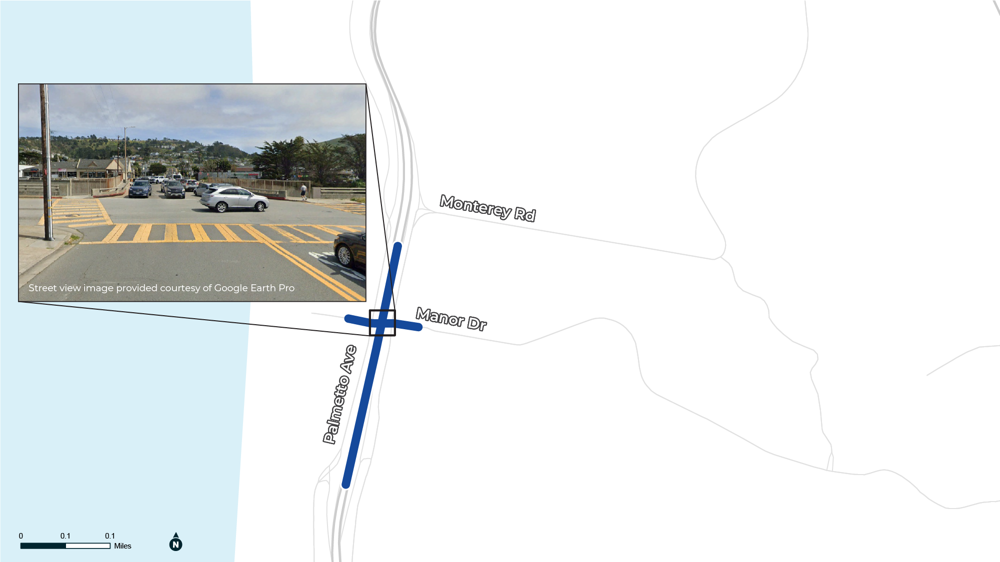 Monterey Rd
Street view image provided courtesy of Google Earth Pro
Manor Dr
Palmetto Ave
0 0.1 0.1
Miles
N